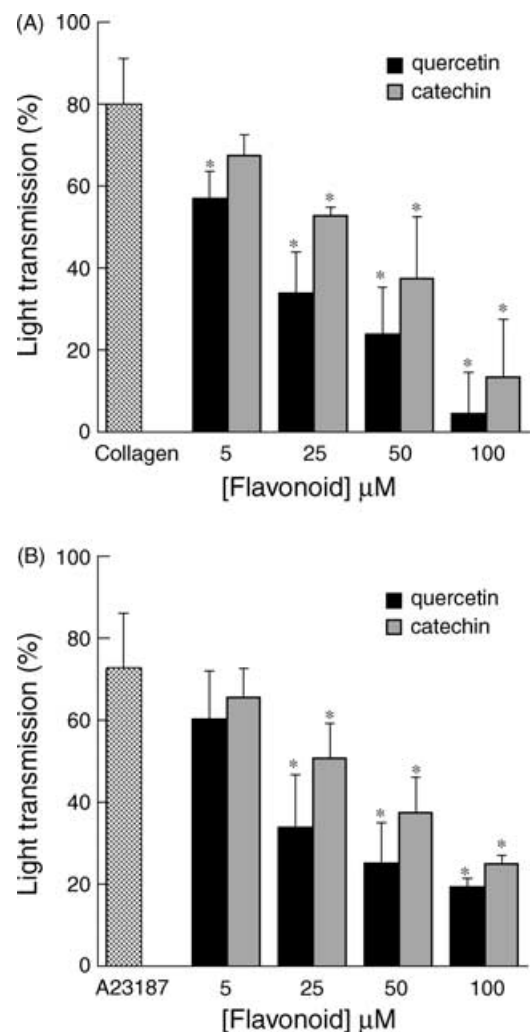 (A)
100
80
60
40
20
0
Light transmission (%)
quercetin
catechin
*
* *
* *
* *
Collagen 5 25 50 100
[Flavonoid] μM
(B)
100
80
60
40
20
0
Light transmission (%)
quercetin
catechin
* *
* *
* *
A23187 5 25 50 100
[Flavonoid] μM